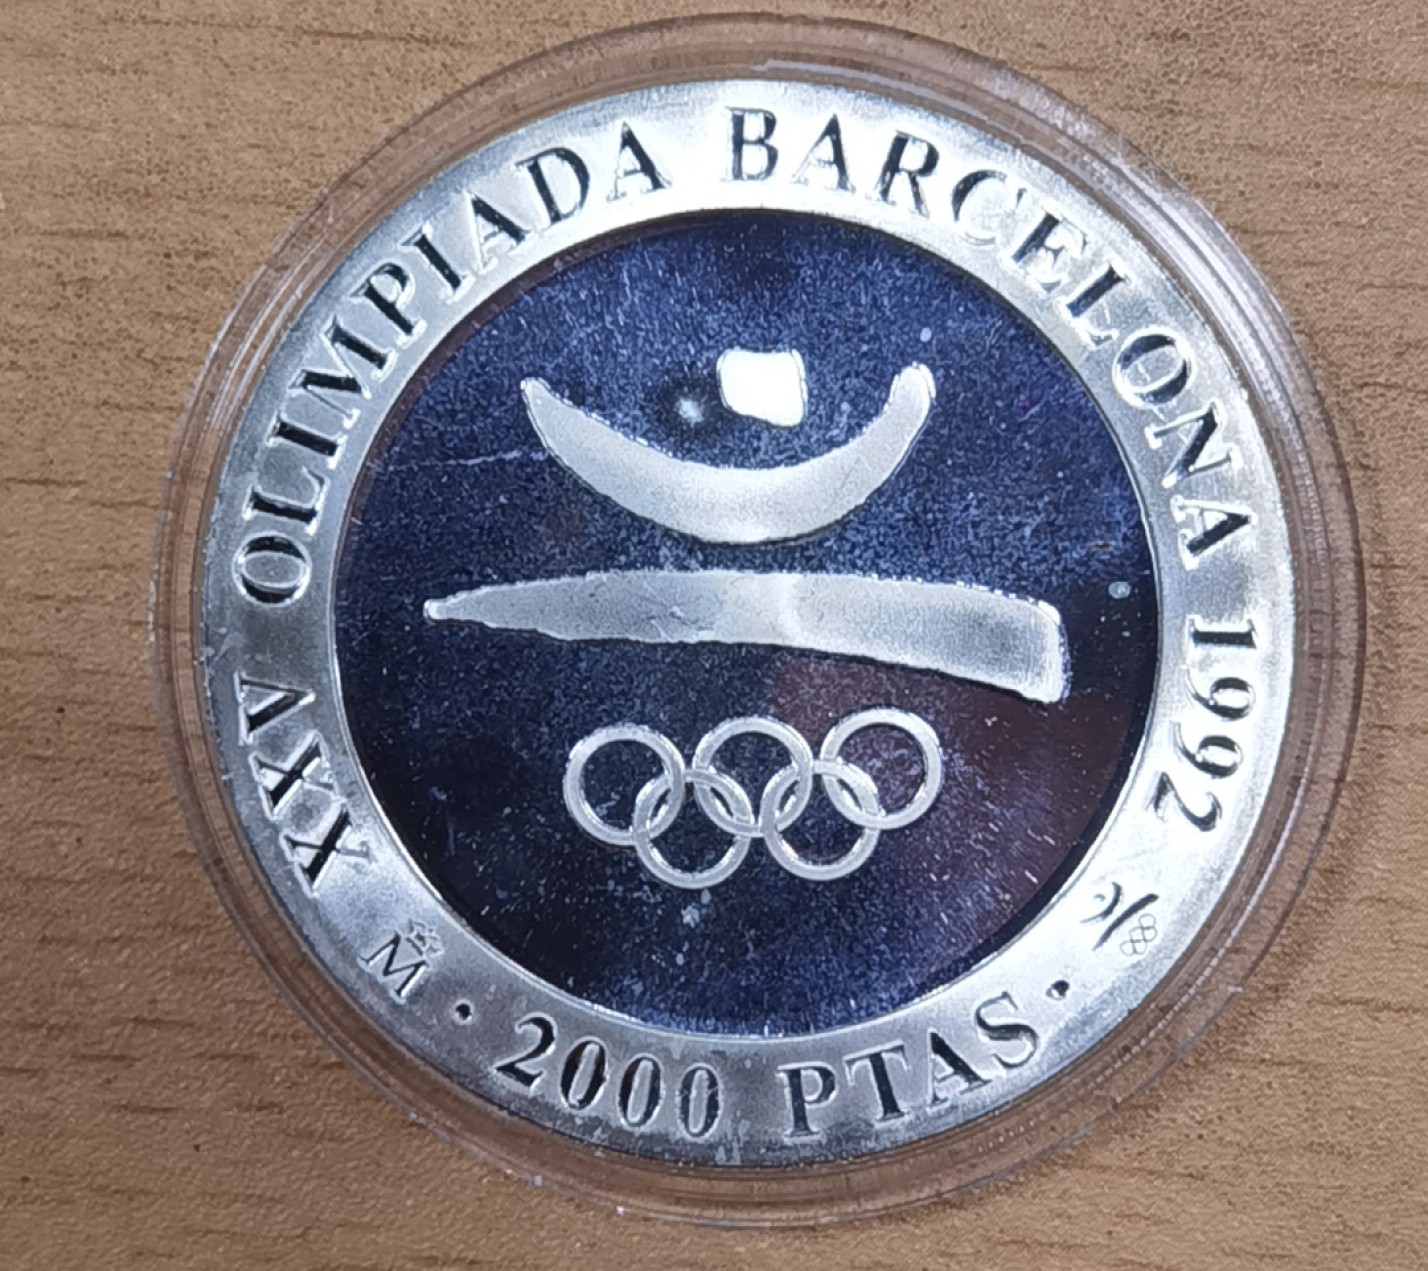 XXV OLIMPIADA BARCELONA 1992
M · 2000 PTAS ·